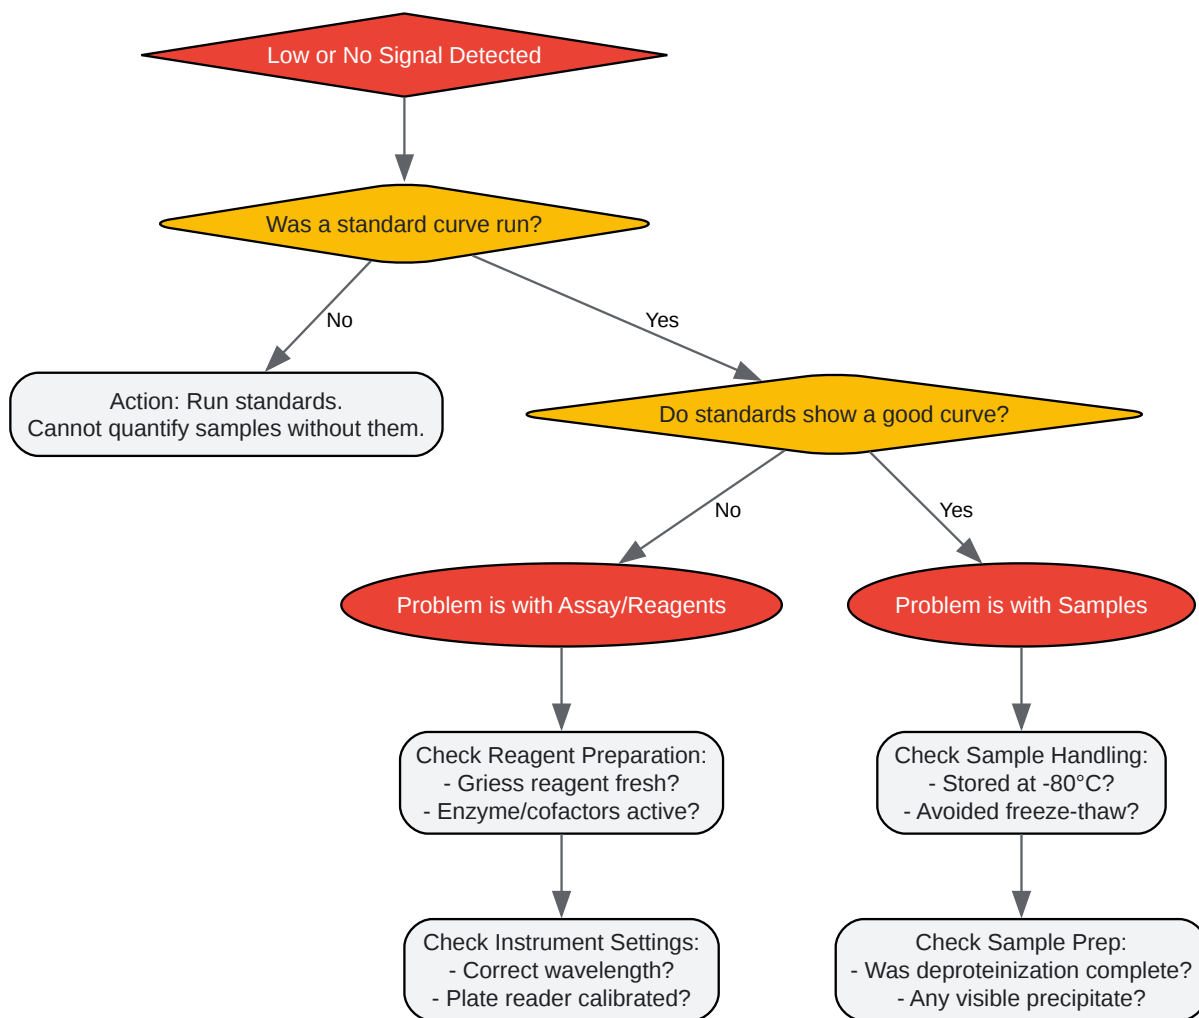 Low or No Signal Detected
Was a standard curve run?
No
Yes
Action: Run standards.
Cannot quantify samples without them.
Do standards show a good curve?
No
Yes
Problem is with Assay/Reagents
Problem is with Samples
Check Reagent Preparation:
- Griess reagent fresh?
- Enzyme/cofactors active?
Check Sample Handling:
- Stored at -80°C?
- Avoided freeze-thaw?
Check Instrument Settings:
- Correct wavelength?
- Plate reader calibrated?
Check Sample Prep:
- Was deproteinization complete?
- Any visible precipitate?